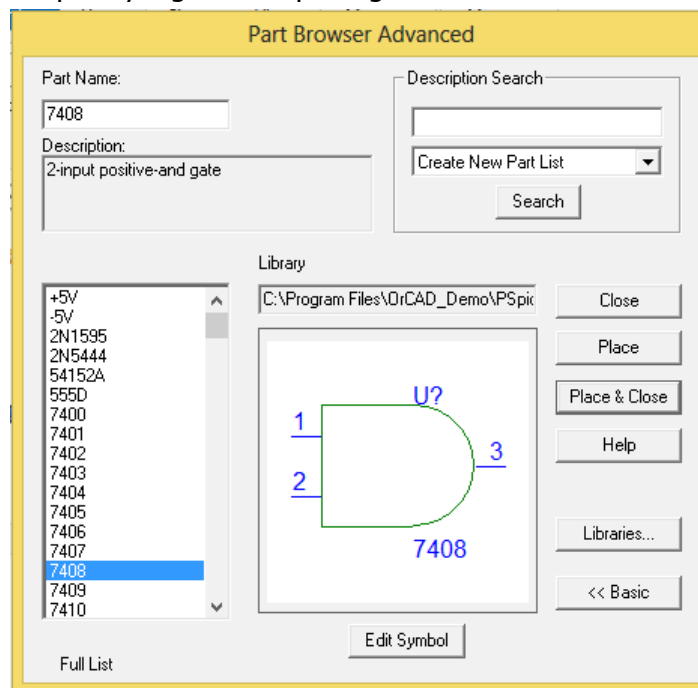 Part Browser Advanced
Part Name:
7408
Description:
2-input positive-and gate
Description Search
Create New Part List
Search
Library
C:\Program Files\OrCAD_Demo\PSpic
+5V
-5V
2N1595
2N5444
54152A
555D
7400
7401
7402
7403
7404
7405
7406
7407
7408
7409
7410
Full List
U?
1
2
3
7408
Edit Symbol
Close
Place
Place & Close
Help
Libraries...
<< Basic